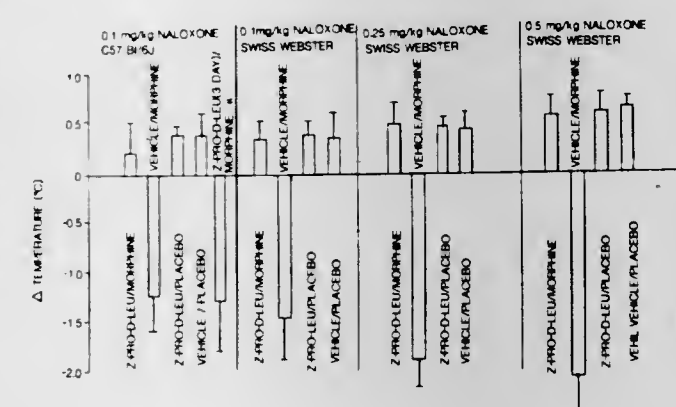 0.1 mg/kg NALOXONE
C57 Bl/6J
0.1mg/kg NALOXONE
SWISS WEBSTER
0.25 mg/kg NALOXONE
SWISS WEBSTER
0.5 mg/kg NALOXONE
SWISS WEBSTER
Δ TEMPERATURE (°C)
1.0
0.5
0
-0.5
-1.0
-1.5
-2.0
Z-PRO-D-LEU/MORPHINE
VEHICLE/MORPHINE
Z-PRO-D-LEU/PLACEBO
VEHICLE / PLACEBO
Z-PRO-D-LEU(3 DAY)/
MORPHINE
Z-PRO-D-LEU/MORPHINE
VEHICLE/MORPHINE
Z-PRO-LEU/PLACEBO
VEHICLE/PLACEBO
Z-PRO-D-LEU/MORPHINE
VEHICLE/MORPHINE
Z-PRO-D-LEU/PLACEBO
VEHICLE/PLACEBO
Z-PRO-D-LEU/MORPHINE
VEHICLE/MORPHINE
Z-PRO-D-LEU/PLACEBO
VEHIL VEHICLE/PLACEBO